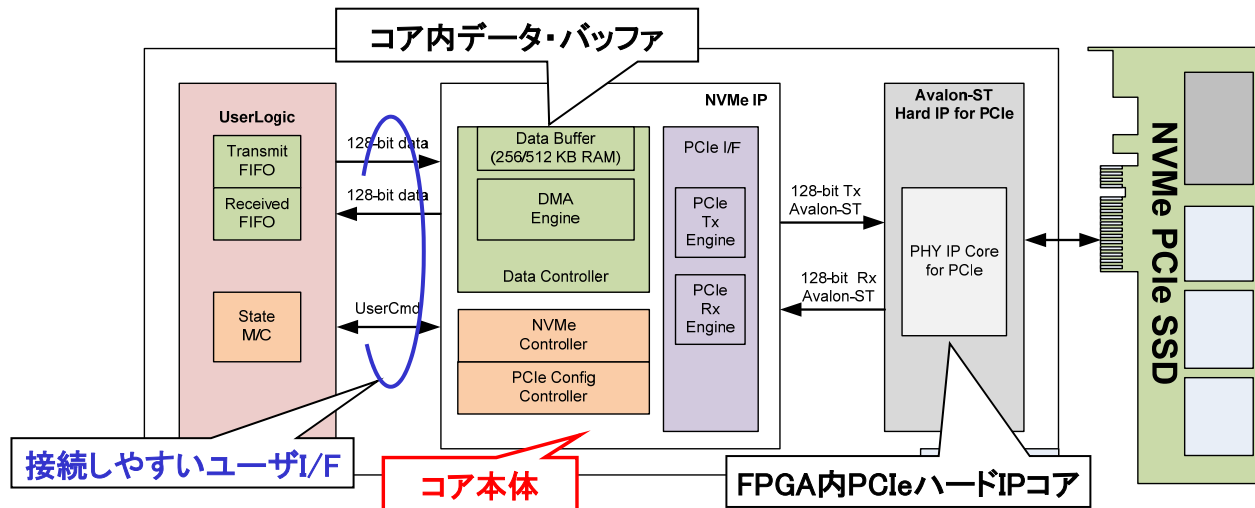 コア内データ・バッファ
UserLogic
Transmit
FIFO
Received
FIFO
State
M/C
128-bit data
128-bit data
UserCmd
NVMe IP
Data Buffer
(256/512 KB RAM)
DMA
Engine
Data Controller
NVMe
Controller
PCIe Config
Controller
PCIe I/F
PCIe
Tx
Engine
PCIe
Rx
Engine
128-bit Tx
Avalon-ST
128-bit Rx
Avalon-ST
Avalon-ST
Hard IP for PCIe
PHY IP Core
for PCIe
NVMe PCIe SSD
接続しやすいユーザI/F
コア本体
FPGA内PCIeハードIPコア